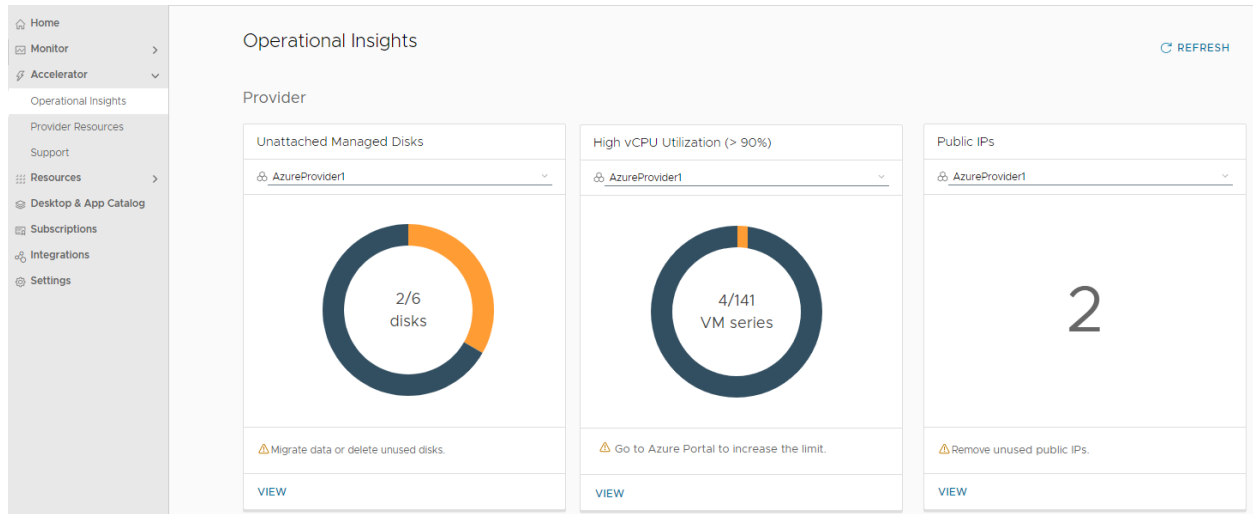 Home
Monitor
Accelerator
Operational Insights
Provider Resources
Support
Resources
Desktop & App Catalog
Subscriptions
Integrations
Settings
Operational Insights
REFRESH
Provider
Unattached Managed Disks
AzureProvider1
2/6
disks
Migrate data or delete unused disks.
VIEW
High vCPU Utilization (> 90%)
AzureProvider1
4/141
VM series
Go to Azure Portal to increase the limit.
VIEW
Public IPs
AzureProvider1
2
Remove unused public IPs.
VIEW